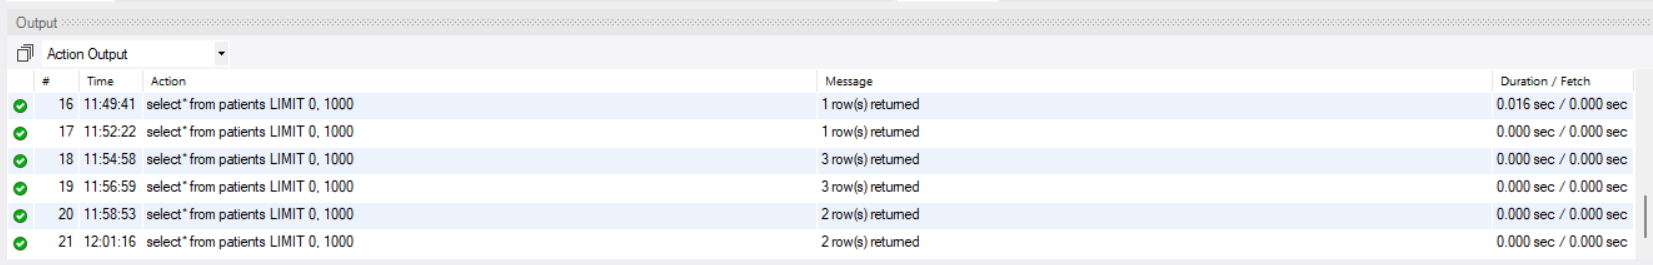 Output
Action Output
# Time Action Message Duration / Fetch
16 11:49:41 select* from patients LIMIT 0, 1000 1 row(s) returned 0.016 sec / 0.000 sec
17 11:52:22 select* from patients LIMIT 0, 1000 1 row(s) returned 0.000 sec / 0.000 sec
18 11:54:58 select* from patients LIMIT 0, 1000 3 row(s) returned 0.000 sec / 0.000 sec
19 11:56:59 select* from patients LIMIT 0, 1000 3 row(s) returned 0.000 sec / 0.000 sec
20 11:58:53 select* from patients LIMIT 0, 1000 2 row(s) returned 0.000 sec / 0.000 sec
21 12:01:16 select* from patients LIMIT 0, 1000 2 row(s) returned 0.000 sec / 0.000 sec